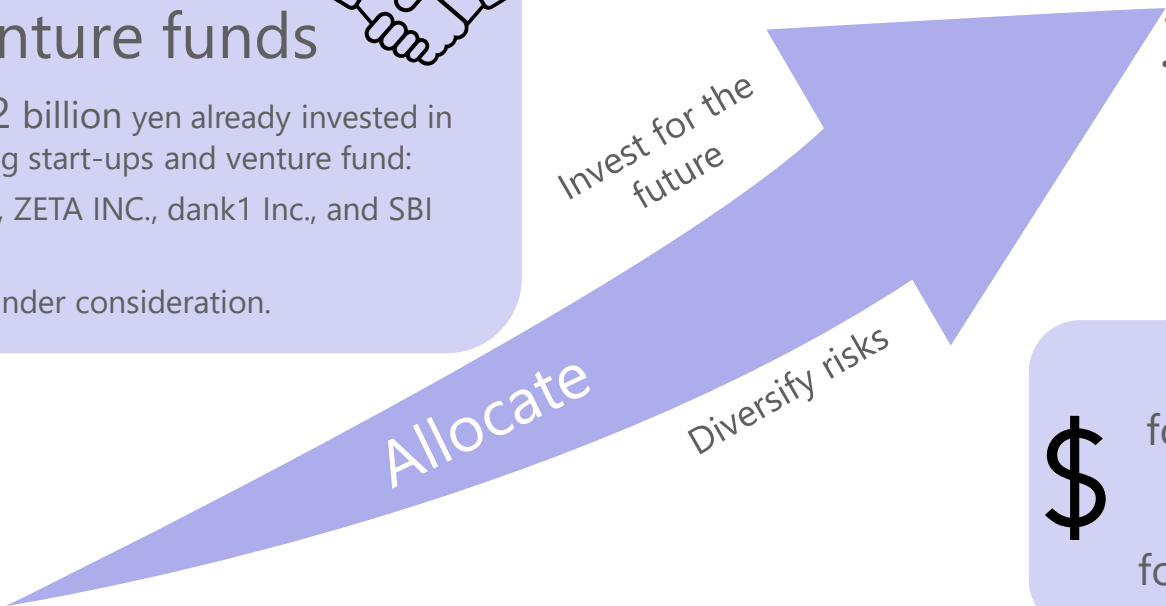 nture funds
2 billion yen already invested in
g start-ups and venture fund:
, ZETA INC., dank1 Inc., and SBI
nder consideration.
Invest for the
future
Allocate
Diversify risks
$
fo
fo